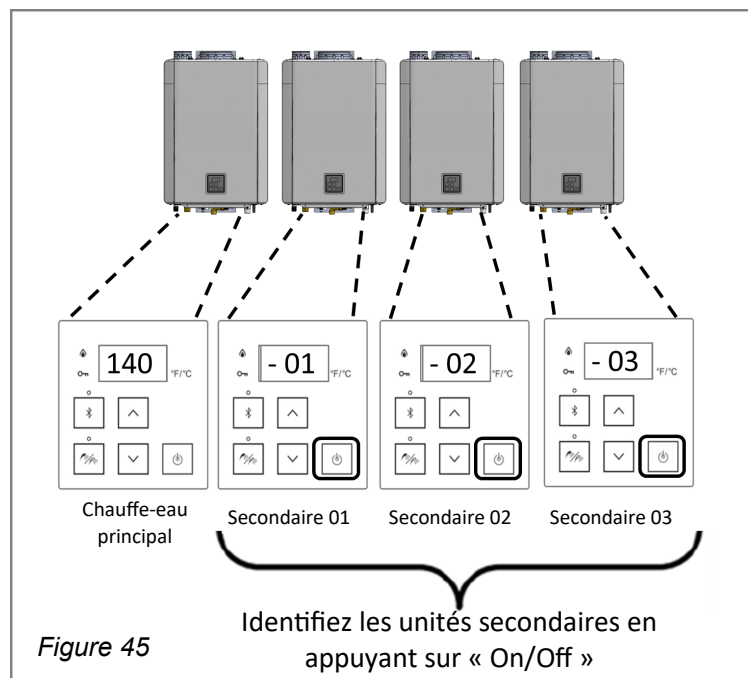 140 °F/°C
- 01 °F/°C
- 02 °F/°C
- 03 °F/°C
Chauffe-eau
principal
Secondaire 01
Secondaire 02
Secondaire 03
Identifiez les unités secondaires en
appuyant sur « On/Off »
Figure 45